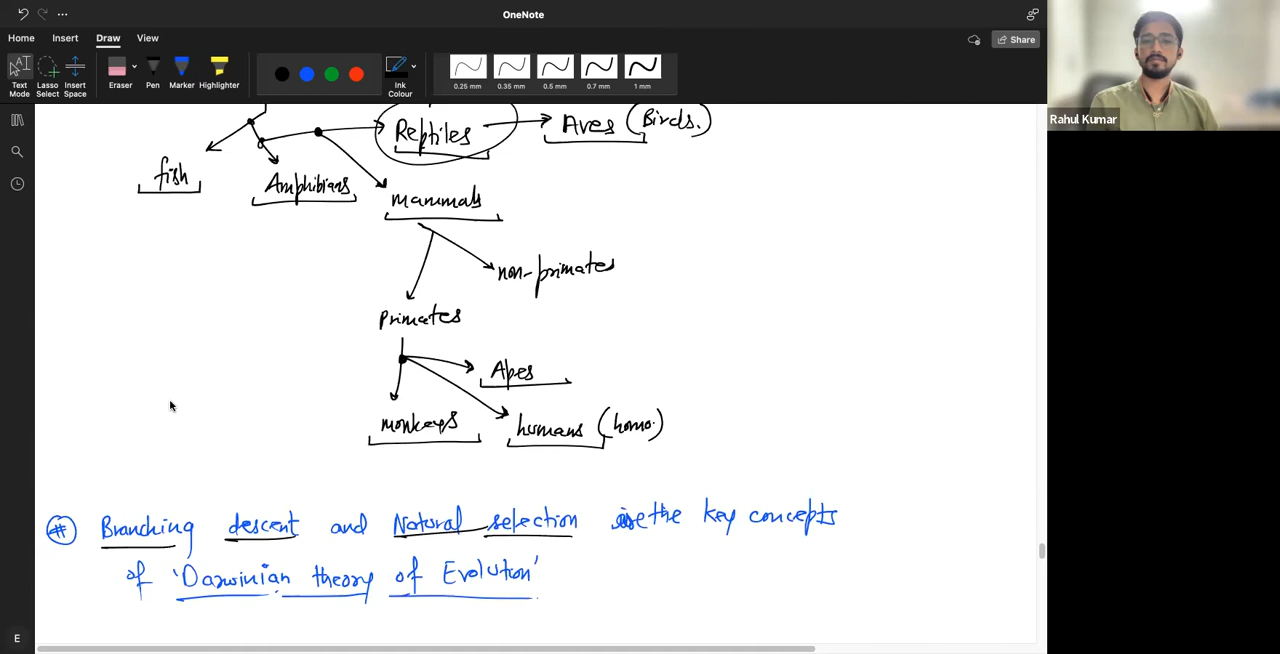 OneNote
Home Insert Draw View
Share
Text Mode
Lasso Select
Insert Space
Eraser
Pen
Marker
Highlighter
Ink Colour
0.25 mm
0.35 mm
0.5 mm
0.7 mm
1 mm
Rahul Kumar
Reptiles Aves (Birds.)
fish Amphibians mammals
non-primates
Primates
Apes
monkeys humans (homo.)
# Branching descent and Natural selection are the key concepts
of 'Darwinian theory of Evolution'
E